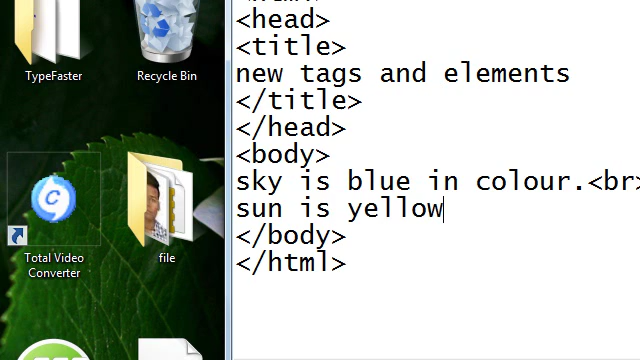 TypeFaster
Recycle Bin
Total Video
Converter
file
<head>
<title>
new tags and elements
</title>
</head>
<body>
sky is blue in colour.<br>
sun is yellow
</body>
</html>